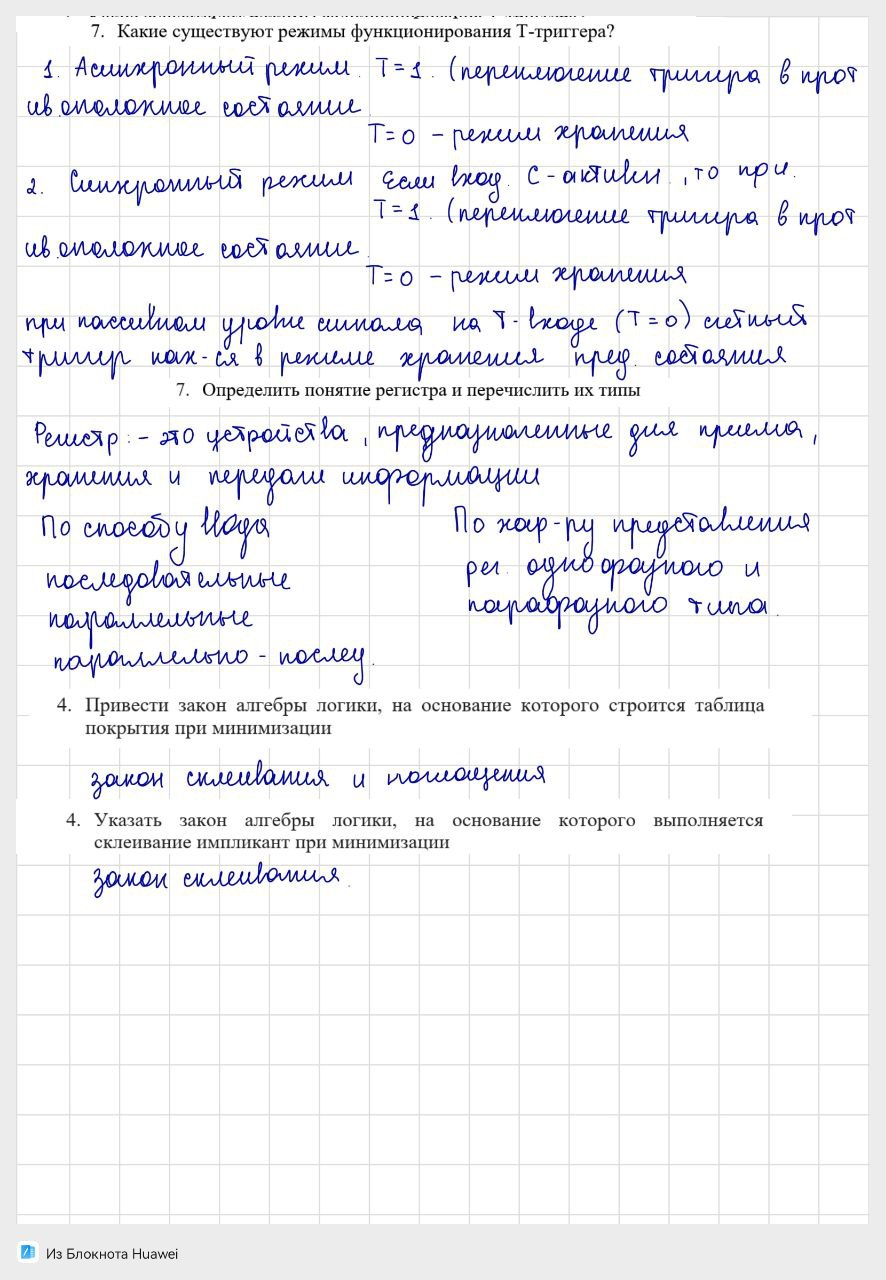 7. Какие существуют режимы функционирования Т-триггера?
1. Асинхронный режим. Т=1. (переключение тригера в прот
ивоположное состояние
Т=0 – режим хранения
2. Синхронный режим Если вход. С-активен, то при.
Т=1. (переключение тригера в прот
ивоположное состояние.
Т=0 – режим хранения
при пассивном уровне сигнала на Т-входе (Т=0) счетный
тригер нах-ся в режиме хранения пред. состояния
7. Определить понятие регистра и перечислить их типы
Регистр: - это устройства, предназначенные для приема,
хранения и передачи информации
По способу ввода
По хар-ру представления
последовательные
рег. однофазного и
параллельные
парафазного типа.
параллельно - послед.
4. Привести закон алгебры логики, на основание которого строится таблица
покрытия при минимизации
закон склеивания и поглощения
4. Указать закон алгебры логики, на основание которого выполняется
склеивание импликант при минимизации
закон склеивания.
Из Блокнота Huawei